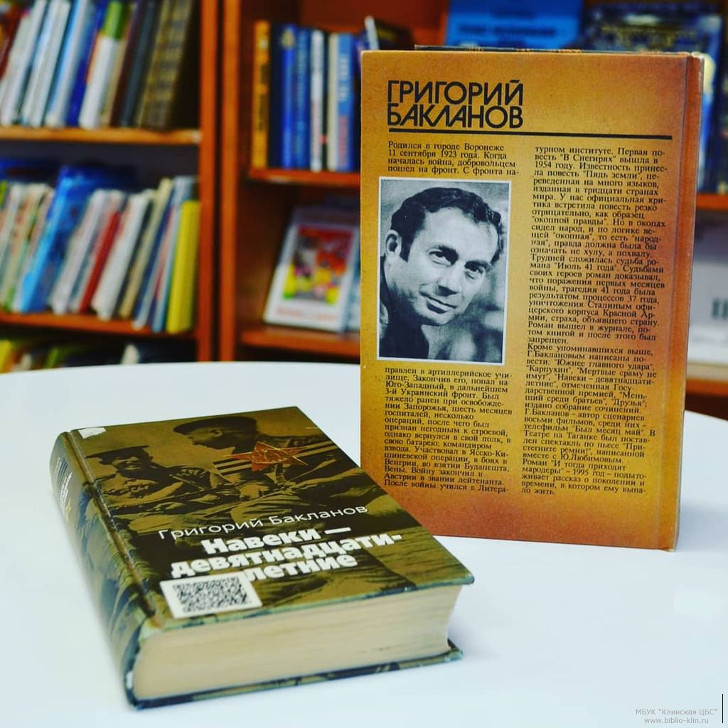 ГРИГОРИЙ
БАКЛАНОВ
Родился в городе Воронеже
11 сентября 1923 года. Когда
началась война, добровольцем
пошел на фронт. С фронта на-
правлен в артиллерийское учи-
лище. Закончив его, попал на
Юго-Западный, в дальнейшем
3-й Украинский фронт. Был
тяжело ранен при освобожде-
нии Запорожья, шесть месяцев
госпиталей, несколько
операций, после чего был
признан негодным к строевой,
однако вернулся в свой полк, в
свою батарею; командиром
взвода. Участвовал в Ясско-Ки-
шиневской операции, в боях в
Венгрии, во взятии Будапешта,
Вены. Войну закончил в
Австрии в звании лейтенанта.
После войны учился в Литера-
турном институте. Первая по-
весть "В Снегирях" вышла в
1954 году. Известность принес-
ла повесть "Пядь земли", пе-
реведенная на много языков,
изданная в тридцати странах
мира. У нас официальная кри-
тика встретила повесть резко
отрицательно, как образец
"окопной правды". Но в окопах
сидел народ, и по логике ве-
щей "окопная", то есть "народ-
ная", правда должна была бы
означать не хулу, а похвалу.
Трудней сложилась судьба ро-
мана "Июль 41 года". Судьбами
своих героев роман доказывал,
что поражения первых месяцев
войны, трагедия 41 года была
результатом процессов 37 года,
уничтожения Сталиным офи-
церского корпуса Красной Ар-
мии, страха, объявшего страну.
Роман вышел в журнале, по-
том книгой и после этого был
запрещен.
Кроме упоминавшихся выше,
Г.Баклановым написаны по-
вести: "Южнее главного удара",
"Карпухин", "Мертвые сраму не
имут", "Навеки – девятнадцати-
летние", отмеченная Госу-
дарственной премией, "Мень-
ший среди братьев", "Друзья",
издано собрание сочинений.
Г.Бакланов – автор сценариев
восьми фильмов, среди них –
телефильм "Был месяц май". В
Театре на Таганке был постав-
лен спектакль по пьесе "При-
стегните ремни", написанной
вместе с Ю.Любимовым.
Роман "И тогда приходят
мародеры" – 1995 год – подыто-
живает рассказ о поколении и
времени, в котором ему выпа-
ло жить.
Григорий Бакланов
Навеки —
девятнадцати-
летние
МБУК "Клинская ЦБС"
www.biblio-klin.ru